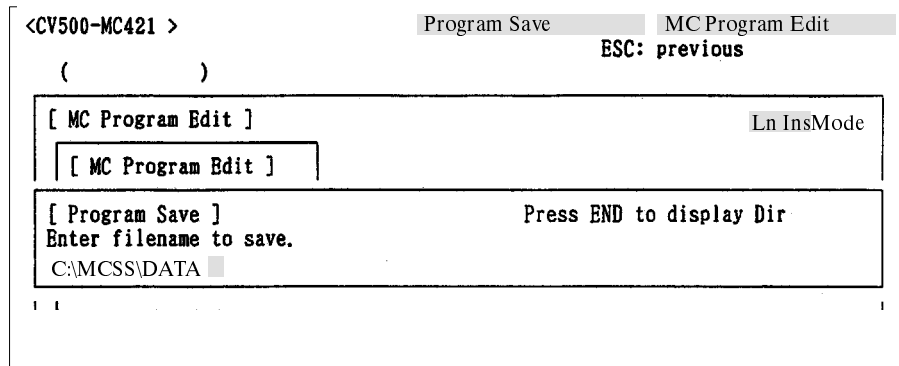 <CV500-MC421 > Program Save MC Program Edit
ESC: previous
( )
[ MC Program Edit ]
Ln InsMode
[ MC Program Edit ]
[ Program Save ] Press END to display Dir
Enter filename to save.
C:\MCSS\DATA